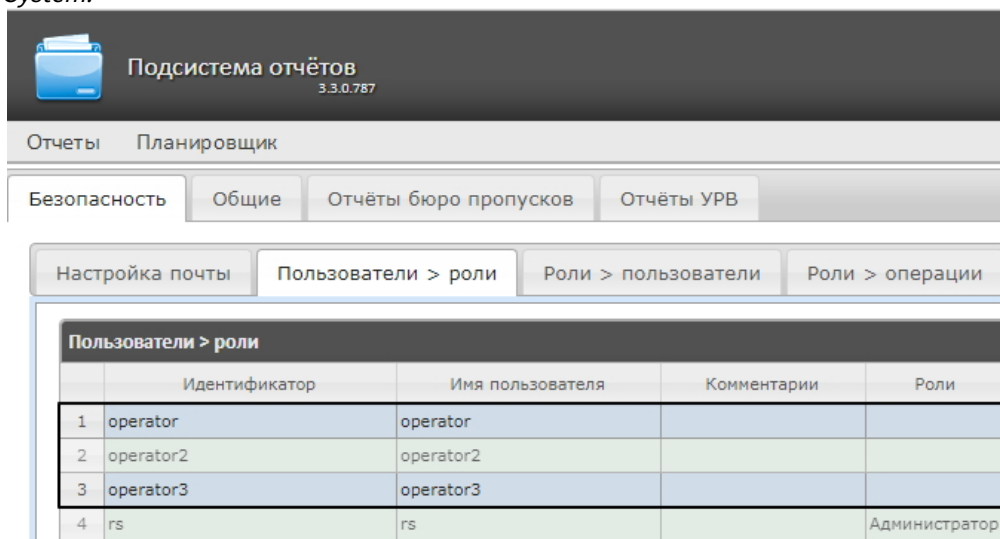 System.
Подсистема отчётов
3.3.0.787
Отчеты Планировщик
Безопасность Общие Отчёты бюро пропусков Отчёты УРВ
Настройка почты Пользователи > роли Роли > пользователи Роли > операции
Пользователи > роли
Идентификатор Имя пользователя Комментарии Роли
1 operator operator
2 operator2 operator2
3 operator3 operator3
4 rs rs Администратор